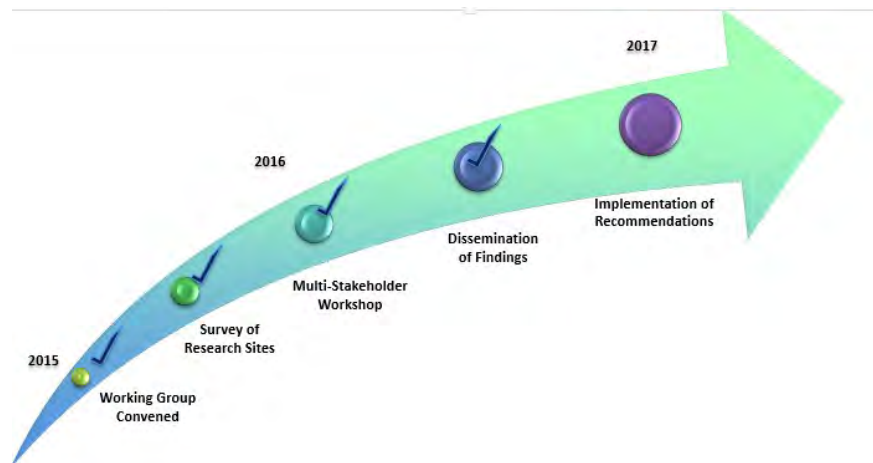 2017
2016
Implementation of
Recommendations
Dissemination
of Findings
Multi-Stakeholder
Workshop
Survey of
Research Sites
2015
Working Group
Convened